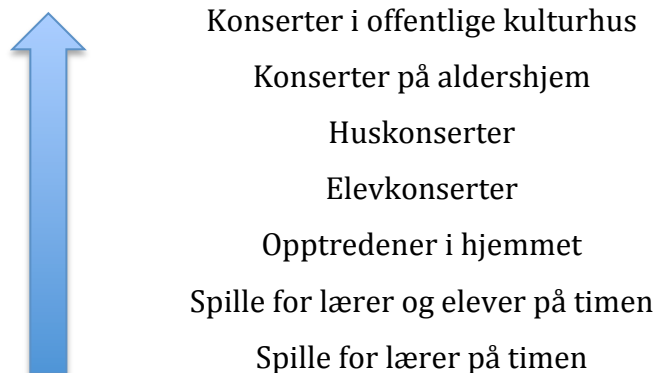 Konserter i offentlige kulturhus
Konserter på aldershjem
Huskonserter
Elevkonserter
Opptredener i hjemmet
Spille for lærer og elever på timen
Spille for lærer på timen